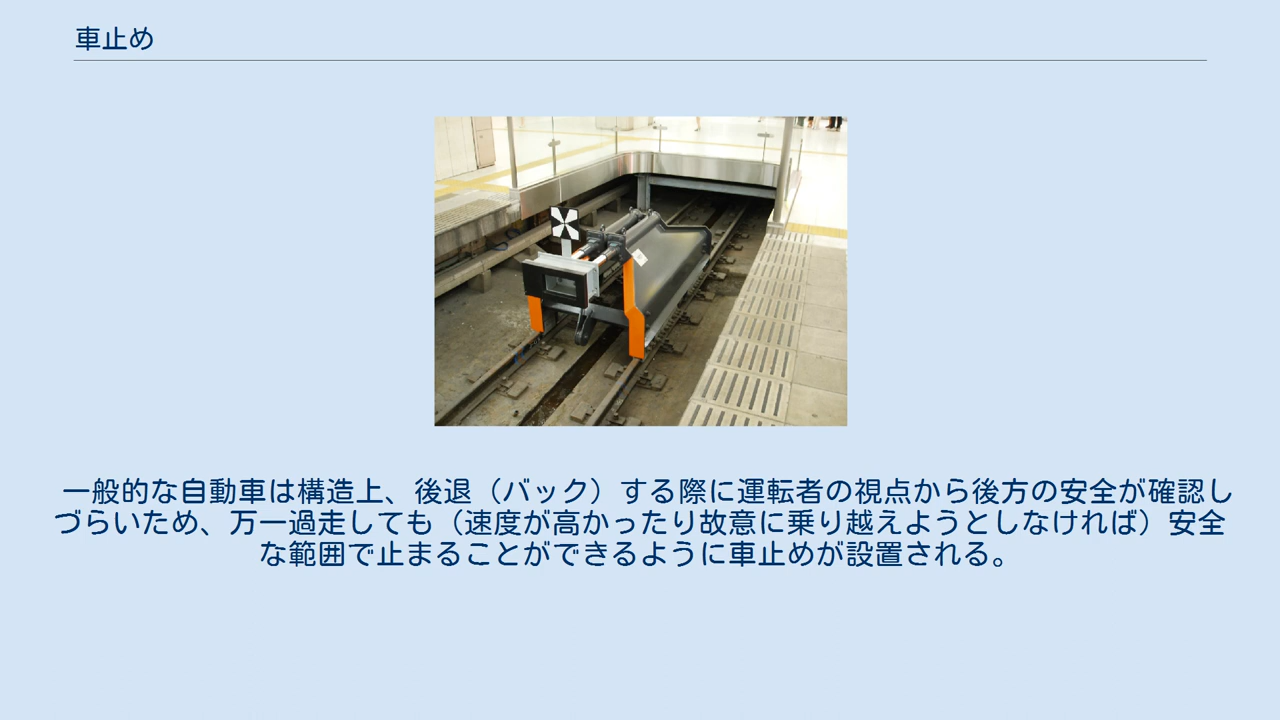 車止め
一般的な自動車は構造上、後退（バック）する際に運転者の視点から後方の安全が確認し
づらいため、万一過走しても（速度が高かったり故意に乗り越えようとしなければ）安全
な範囲で止まることができるように車止めが設置される。